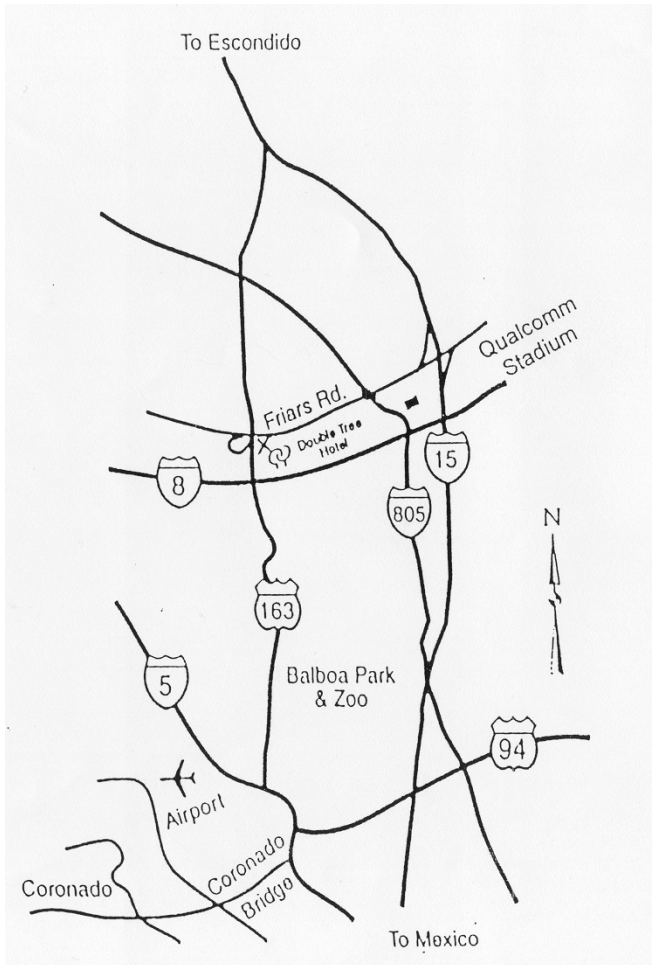 To Escondido
Qualcomm
Stadium
Friars Rd.
Double Tree
Hotel
8
15
805
N
163
Balboa Park
& Zoo
5
94
Airport
Coronado
Bridge
Coronado
To Mexico